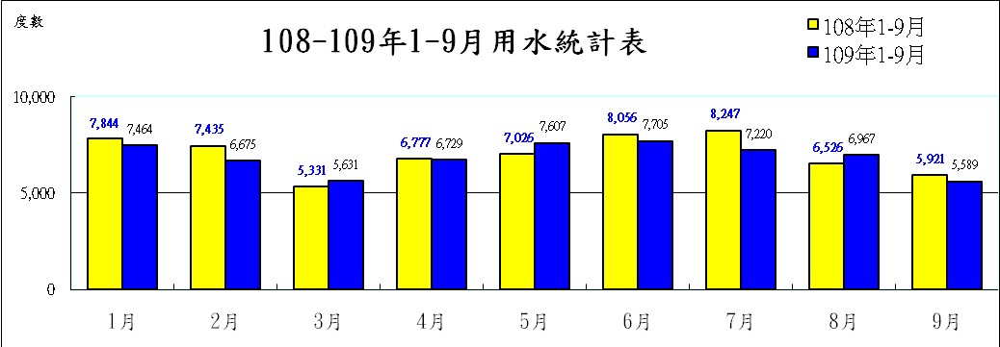 度數
108-109年1-9月用水統計表
108年1-9月
109年1-9月
10,000
5,000
0
7,844 7,464
7,435 6,675
5,331 5,631
6,777 6,729
7,026 7,607
8,056 7,705
8,247 7,220
6,526 6,967
5,921 5,589
1月 2月 3月 4月 5月 6月 7月 8月 9月